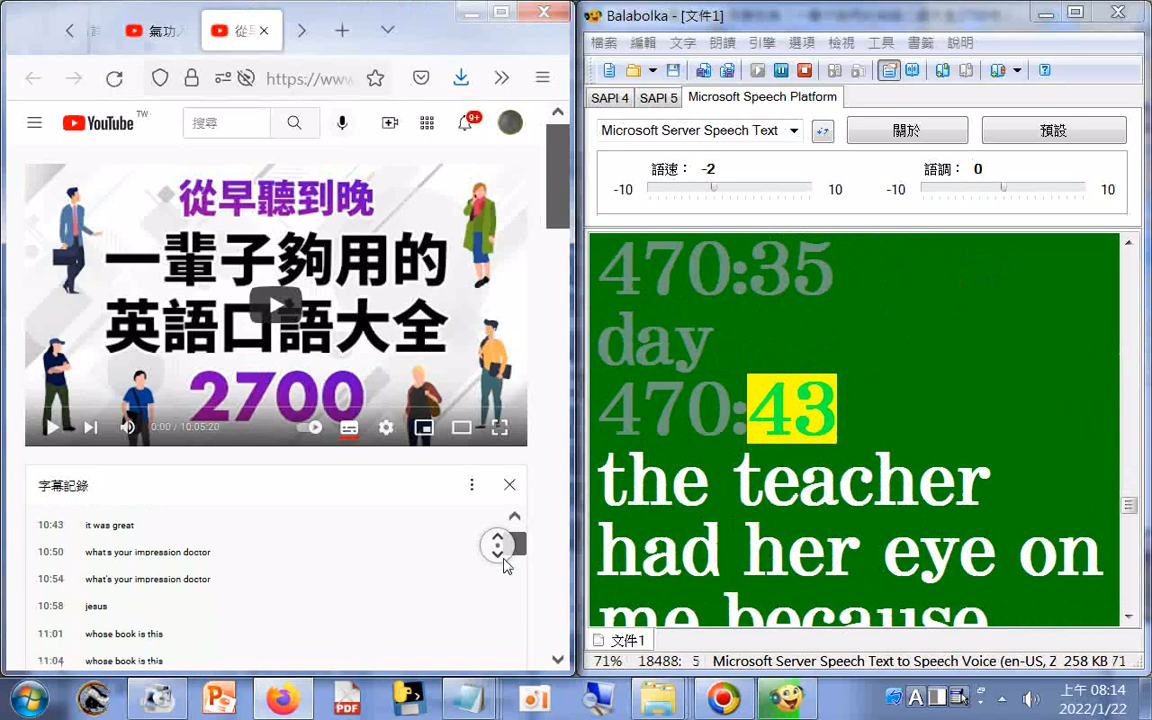 氣功
從
https://www
YouTube TW
搜尋
9+
從早聽到晚
一輩子夠用的
英語口語大全
2700
0:00 / 10:05:20
字幕記錄
10:43 it was great
10:50 what's your impression doctor
10:54 what's your impression doctor
10:58 jesus
11:01 whose book is this
11:04 whose book is this
Balabolka - [文件1]
檔案 編輯 文字 朗讀 引擎 選項 檢視 工具 書籤 說明
SAPI 4 SAPI 5 Microsoft Speech Platform
Microsoft Server Speech Text
關於
預設
語速： -2
語調： 0
-10 10 -10 10
470:35
day
470:43
the teacher
had her eye on
me because
文件1
71% 18488: 5 Microsoft Server Speech Text to Speech Voice (en-US, Z 258 KB 71
PDF
上午 08:14
2022/1/22